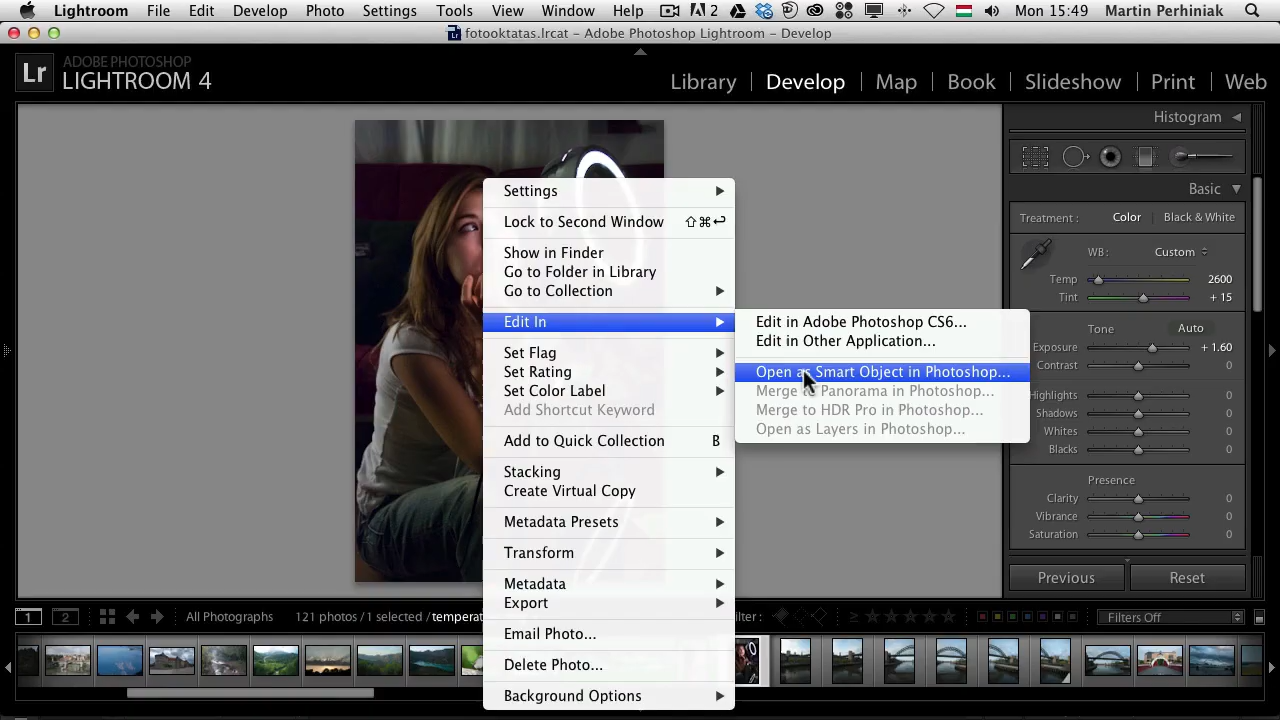 Lightroom File Edit Develop Photo Settings Tools View Window Help 2 Mon 15:49 Martin Perhiniak
fotooktatas.lrcat - Adobe Photoshop Lightroom - Develop
Lr ADOBE PHOTOSHOP
LIGHTROOM 4
Library | Develop | Map | Book | Slideshow | Print | Web
Histogram
Basic
Treatment : Color | Black & White
WB: Custom
Temp 2600
Tint + 15
Tone Auto
Exposure + 1.60
Contrast 0
Highlights 0
Shadows 0
Whites 0
Blacks 0
Presence
Clarity 0
Vibrance 0
Saturation 0
Previous Reset
Settings
Lock to Second Window ⇧⌘↩
Show in Finder
Go to Folder in Library
Go to Collection
Edit In
Set Flag
Set Rating
Set Color Label
Add Shortcut Keyword
Add to Quick Collection B
Stacking
Create Virtual Copy
Metadata Presets
Transform
Metadata
Export
Email Photo...
Delete Photo...
Background Options
Edit in Adobe Photoshop CS6...
Edit in Other Application...
Open as Smart Object in Photoshop...
Merge to Panorama in Photoshop...
Merge to HDR Pro in Photoshop...
Open as Layers in Photoshop...
1 2 All Photographs 121 photos / 1 selected / temperat ilter : ≥ Filters Off